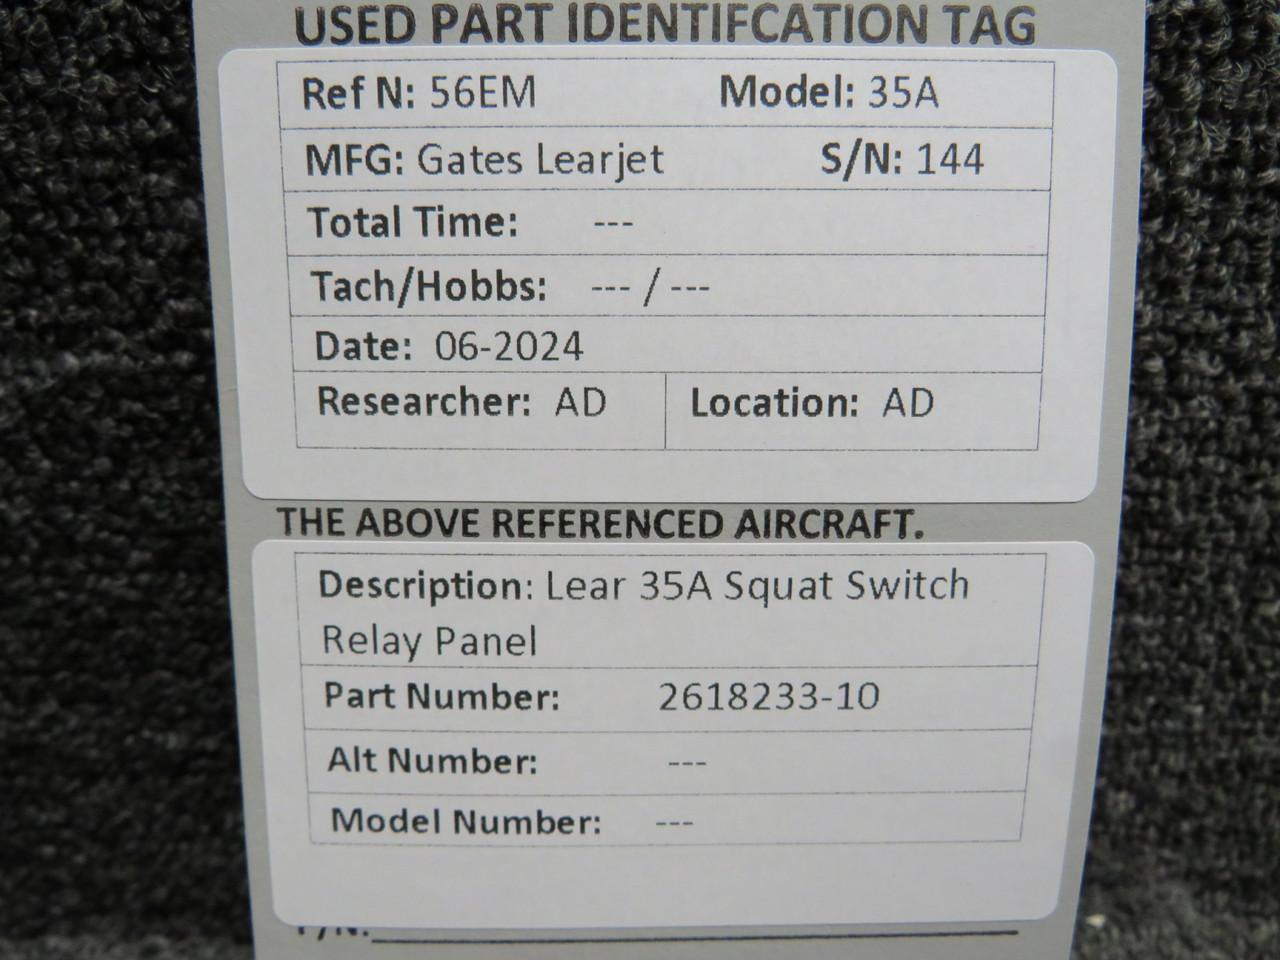 USED PART IDENTIFCATION TAG
Ref N: 56EM Model: 35A
MFG: Gates Learjet S/N: 144
Total Time: ---
Tach/Hobbs: --- / ---
Date: 06-2024
Researcher: AD Location: AD
THE ABOVE REFERENCED AIRCRAFT.
Description: Lear 35A Squat Switch
Relay Panel
Part Number: 2618233-10
Alt Number: ---
Model Number: ---